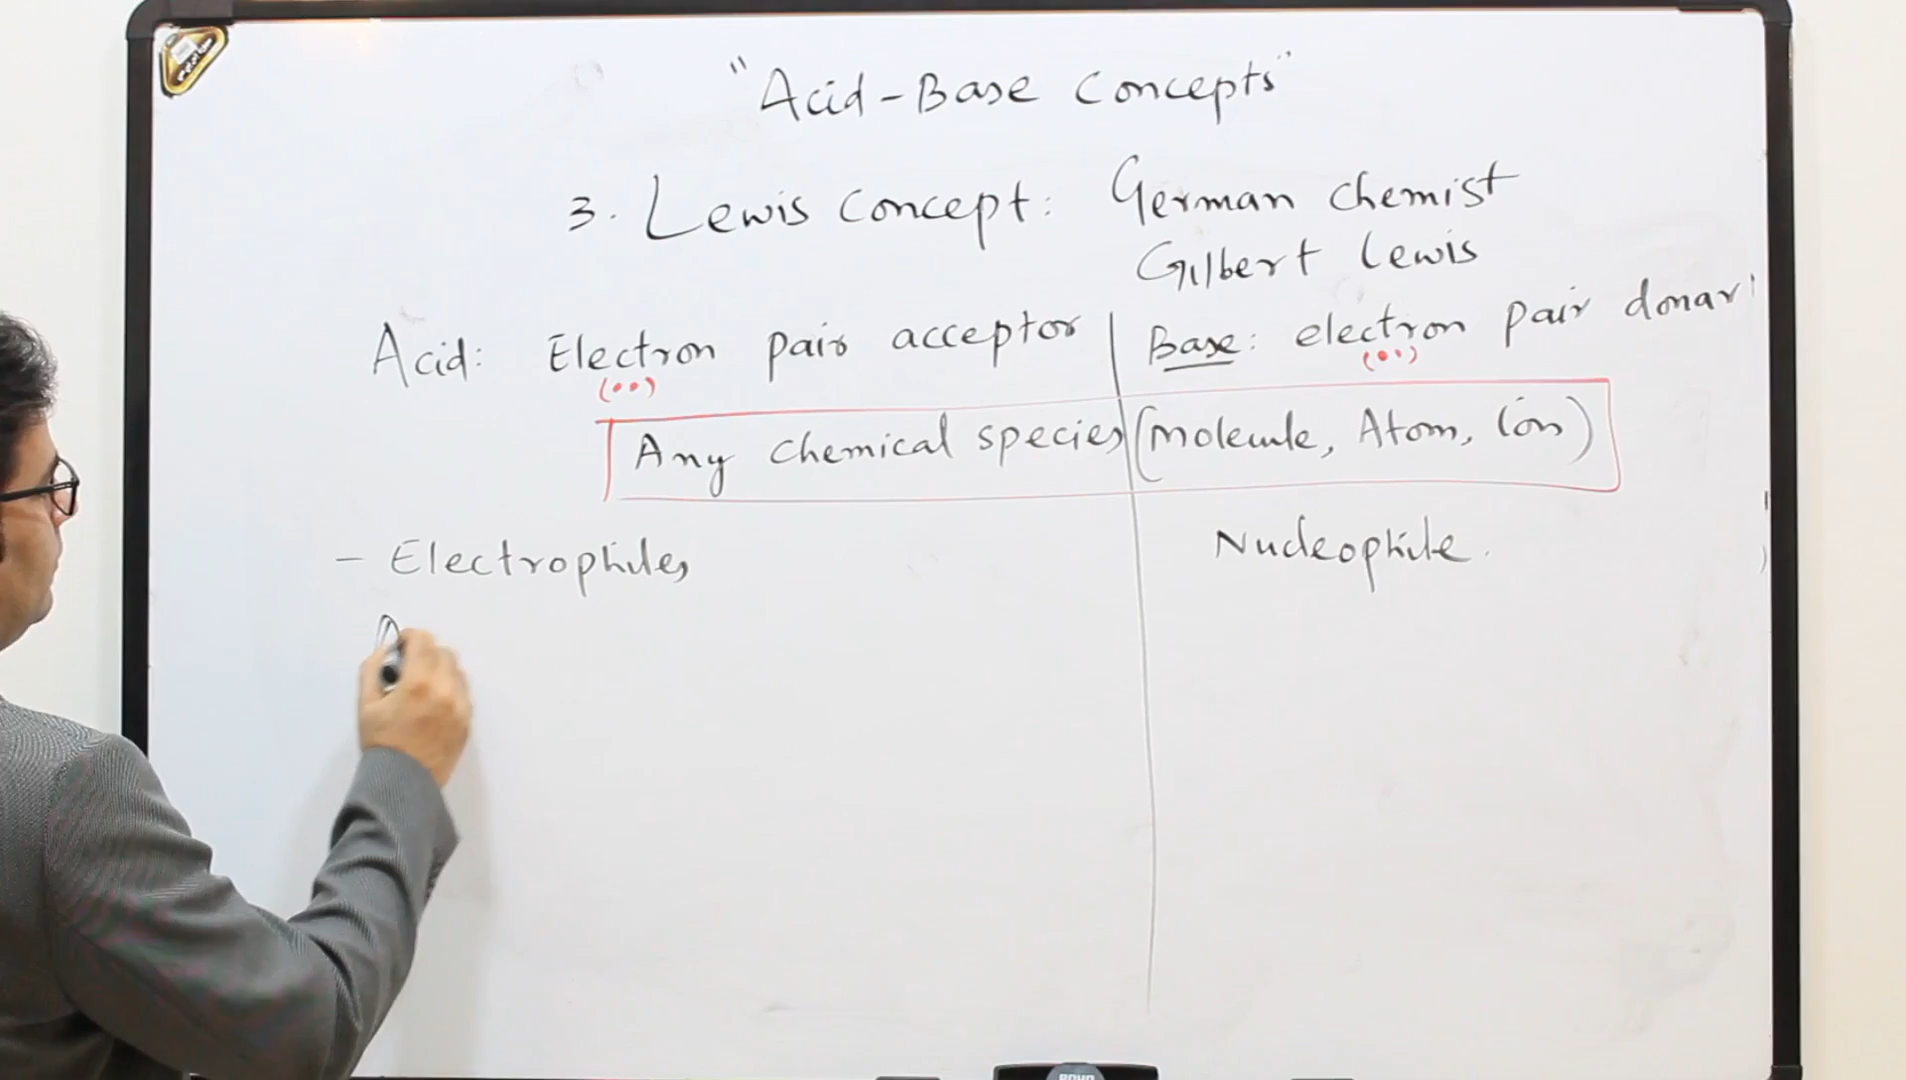 "Acid-Base Concepts"
3. Lewis concept: German chemist
Gilbert Lewis
Acid: Electron pair acceptor
Base: electron pair donar
(••)
(••)
Any chemical species (molecule, Atom, ion)
- Electrophiles
Nucleophile.